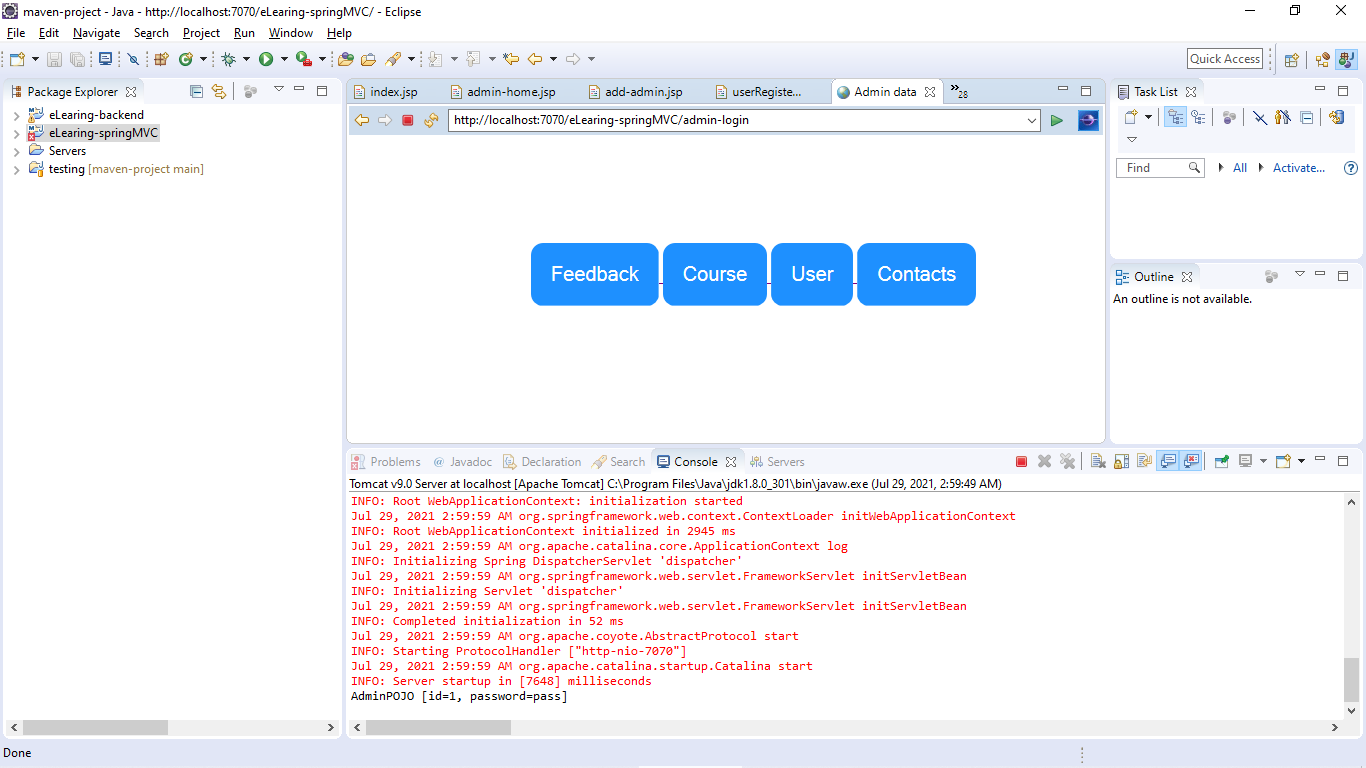 maven-project - Java - http://localhost:7070/eLearing-springMVC/ - Eclipse
File Edit Navigate Search Project Run Window Help
Quick Access
Package Explorer
eLearing-backend
eLearing-springMVC
Servers
testing [maven-project main]
index.jsp admin-home.jsp add-admin.jsp userRegiste... Admin data »28
http://localhost:7070/eLearing-springMVC/admin-login
Feedback Course User Contacts
Task List
Find All Activate...
Outline
An outline is not available.
Problems @ Javadoc Declaration Search Console Servers
Tomcat v9.0 Server at localhost [Apache Tomcat] C:\Program Files\Java\jdk1.8.0_301\bin\javaw.exe (Jul 29, 2021, 2:59:49 AM)
INFO: Root WebApplicationContext: initialization started
Jul 29, 2021 2:59:59 AM org.springframework.web.context.ContextLoader initWebApplicationContext
INFO: Root WebApplicationContext initialized in 2945 ms
Jul 29, 2021 2:59:59 AM org.apache.catalina.core.ApplicationContext log
INFO: Initializing Spring DispatcherServlet 'dispatcher'
Jul 29, 2021 2:59:59 AM org.springframework.web.servlet.FrameworkServlet initServletBean
INFO: Initializing Servlet 'dispatcher'
Jul 29, 2021 2:59:59 AM org.springframework.web.servlet.FrameworkServlet initServletBean
INFO: Completed initialization in 52 ms
Jul 29, 2021 2:59:59 AM org.apache.coyote.AbstractProtocol start
INFO: Starting ProtocolHandler ["http-nio-7070"]
Jul 29, 2021 2:59:59 AM org.apache.catalina.startup.Catalina start
INFO: Server startup in [7648] milliseconds
AdminPOJO [id=1, password=pass]
Done